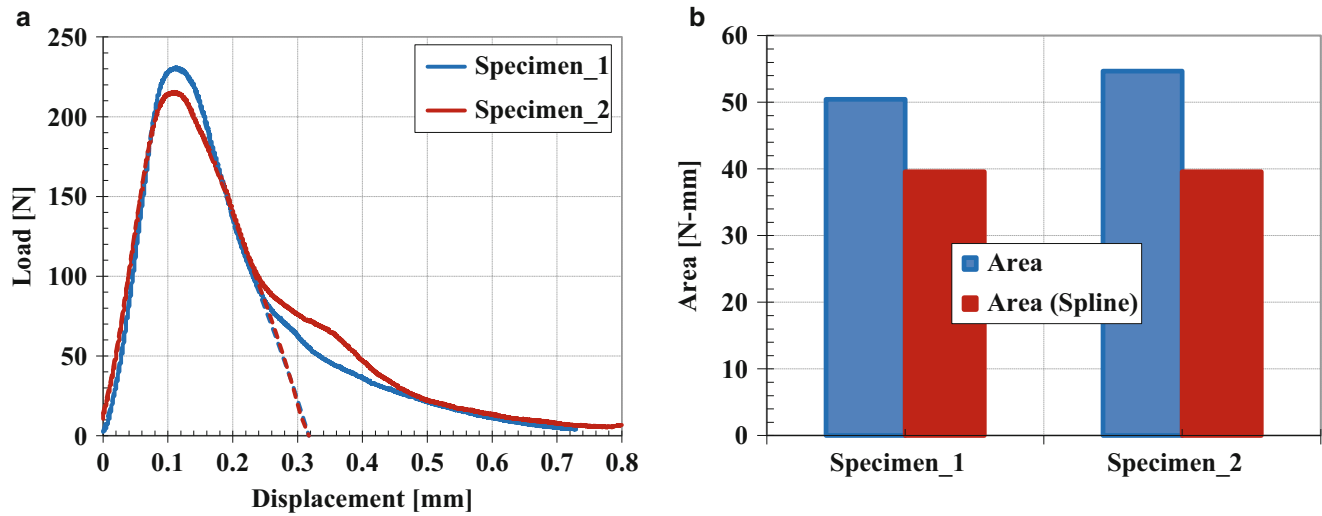 a
250
200
150
100
50
0
Load [N]
Specimen_1
Specimen_2
0 0.1 0.2 0.3 0.4 0.5 0.6 0.7 0.8
Displacement [mm]
b
60
50
40
30
20
10
0
Area [N-mm]
Area
Area (Spline)
Specimen_1 Specimen_2